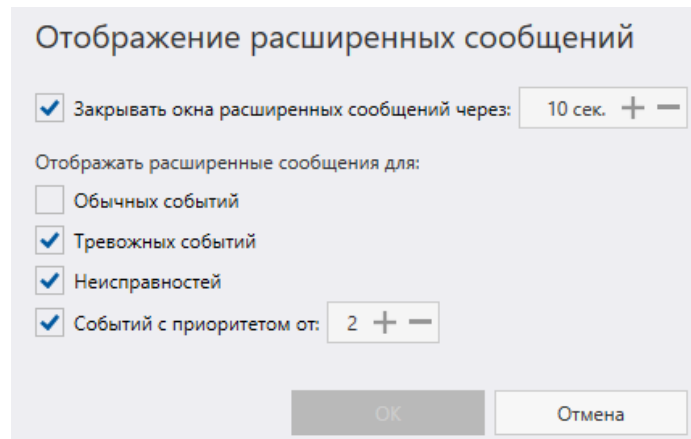 Отображение расширенных сообщений
Закрывать окна расширенных сообщений через: 10 сек.
Отображать расширенные сообщения для:
Обычных событий
Тревожных событий
Неисправностей
Событий с приоритетом от: 2
ОК Отмена